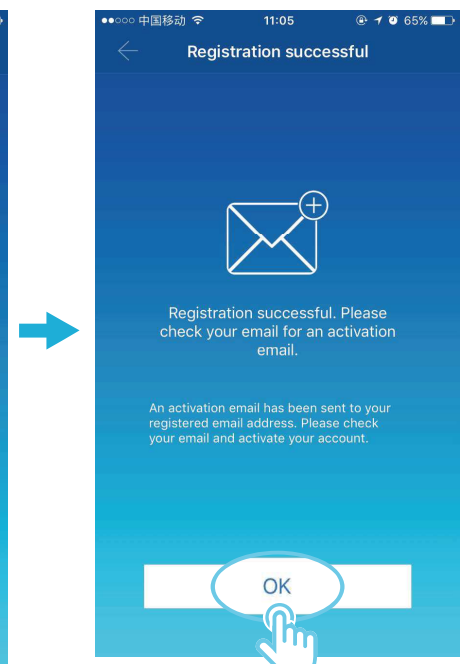 中国移动 11:05 65%
Registration successful
Registration successful. Please
check your email for an activation
email.
An activation email has been sent to your
registered email address. Please check
your email and activate your account.
OK